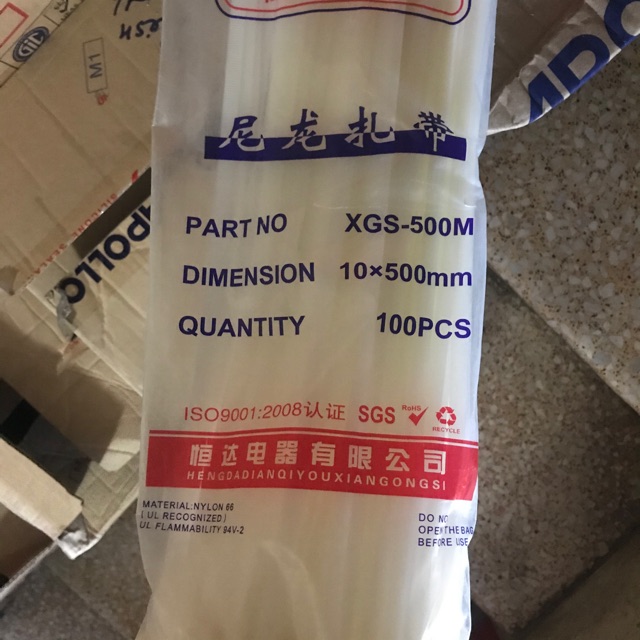 尼龙扎带
PART NO XGS-500M
DIMENSION 10×500mm
QUANTITY 100PCS
ISO9001:2008认证 SGS RoHS
RECYCLE
恒达电器有限公司
HENGDADIANQIYOUXIANGONGSI
MATERIAL:NYLON 66
( UL RECOGNIZED)
UL FLAMMABILITY 94V-2
DO NO
OPEN THE BAG
BEFORE USE
M1
APOLLO